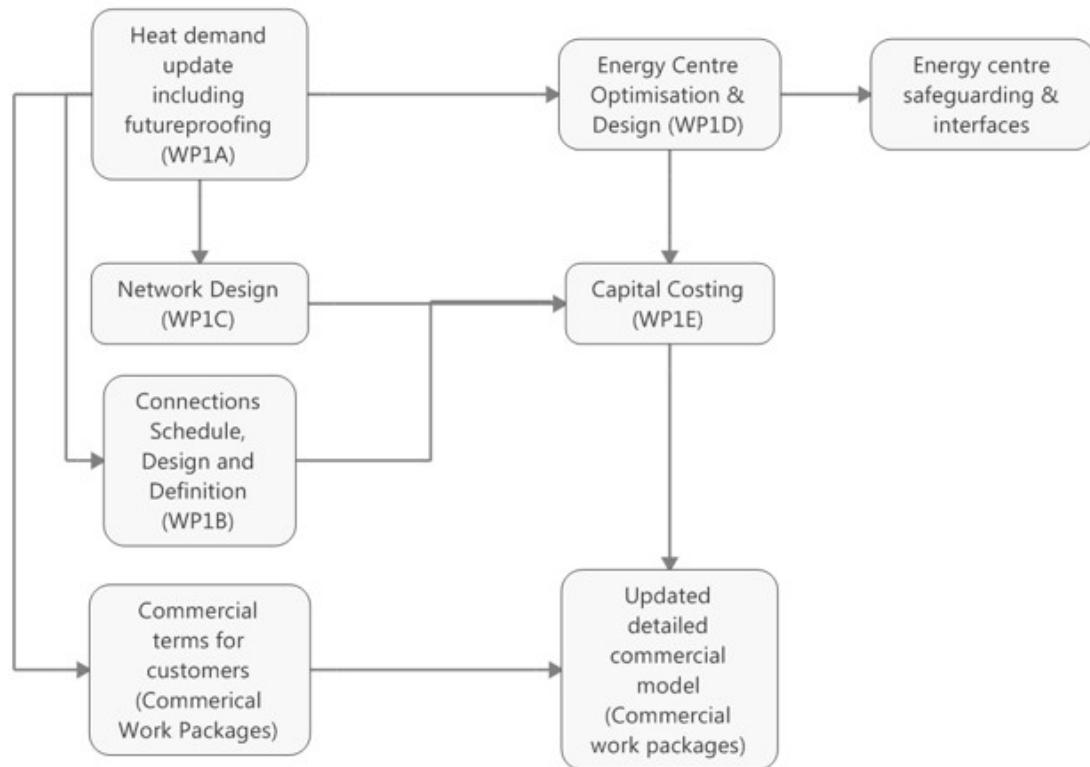 Heat demand
update
including
futureproofing
(WP1A)
Energy Centre
Optimisation &
Design (WP1D)
Energy centre
safeguarding &
interfaces
Network Design
(WP1C)
Capital Costing
(WP1E)
Connections
Schedule,
Design and
Definition
(WP1B)
Commercial
terms for
customers
(Commerical
Work Packages)
Updated
detailed
commercial
model
(Commercial
work packages)